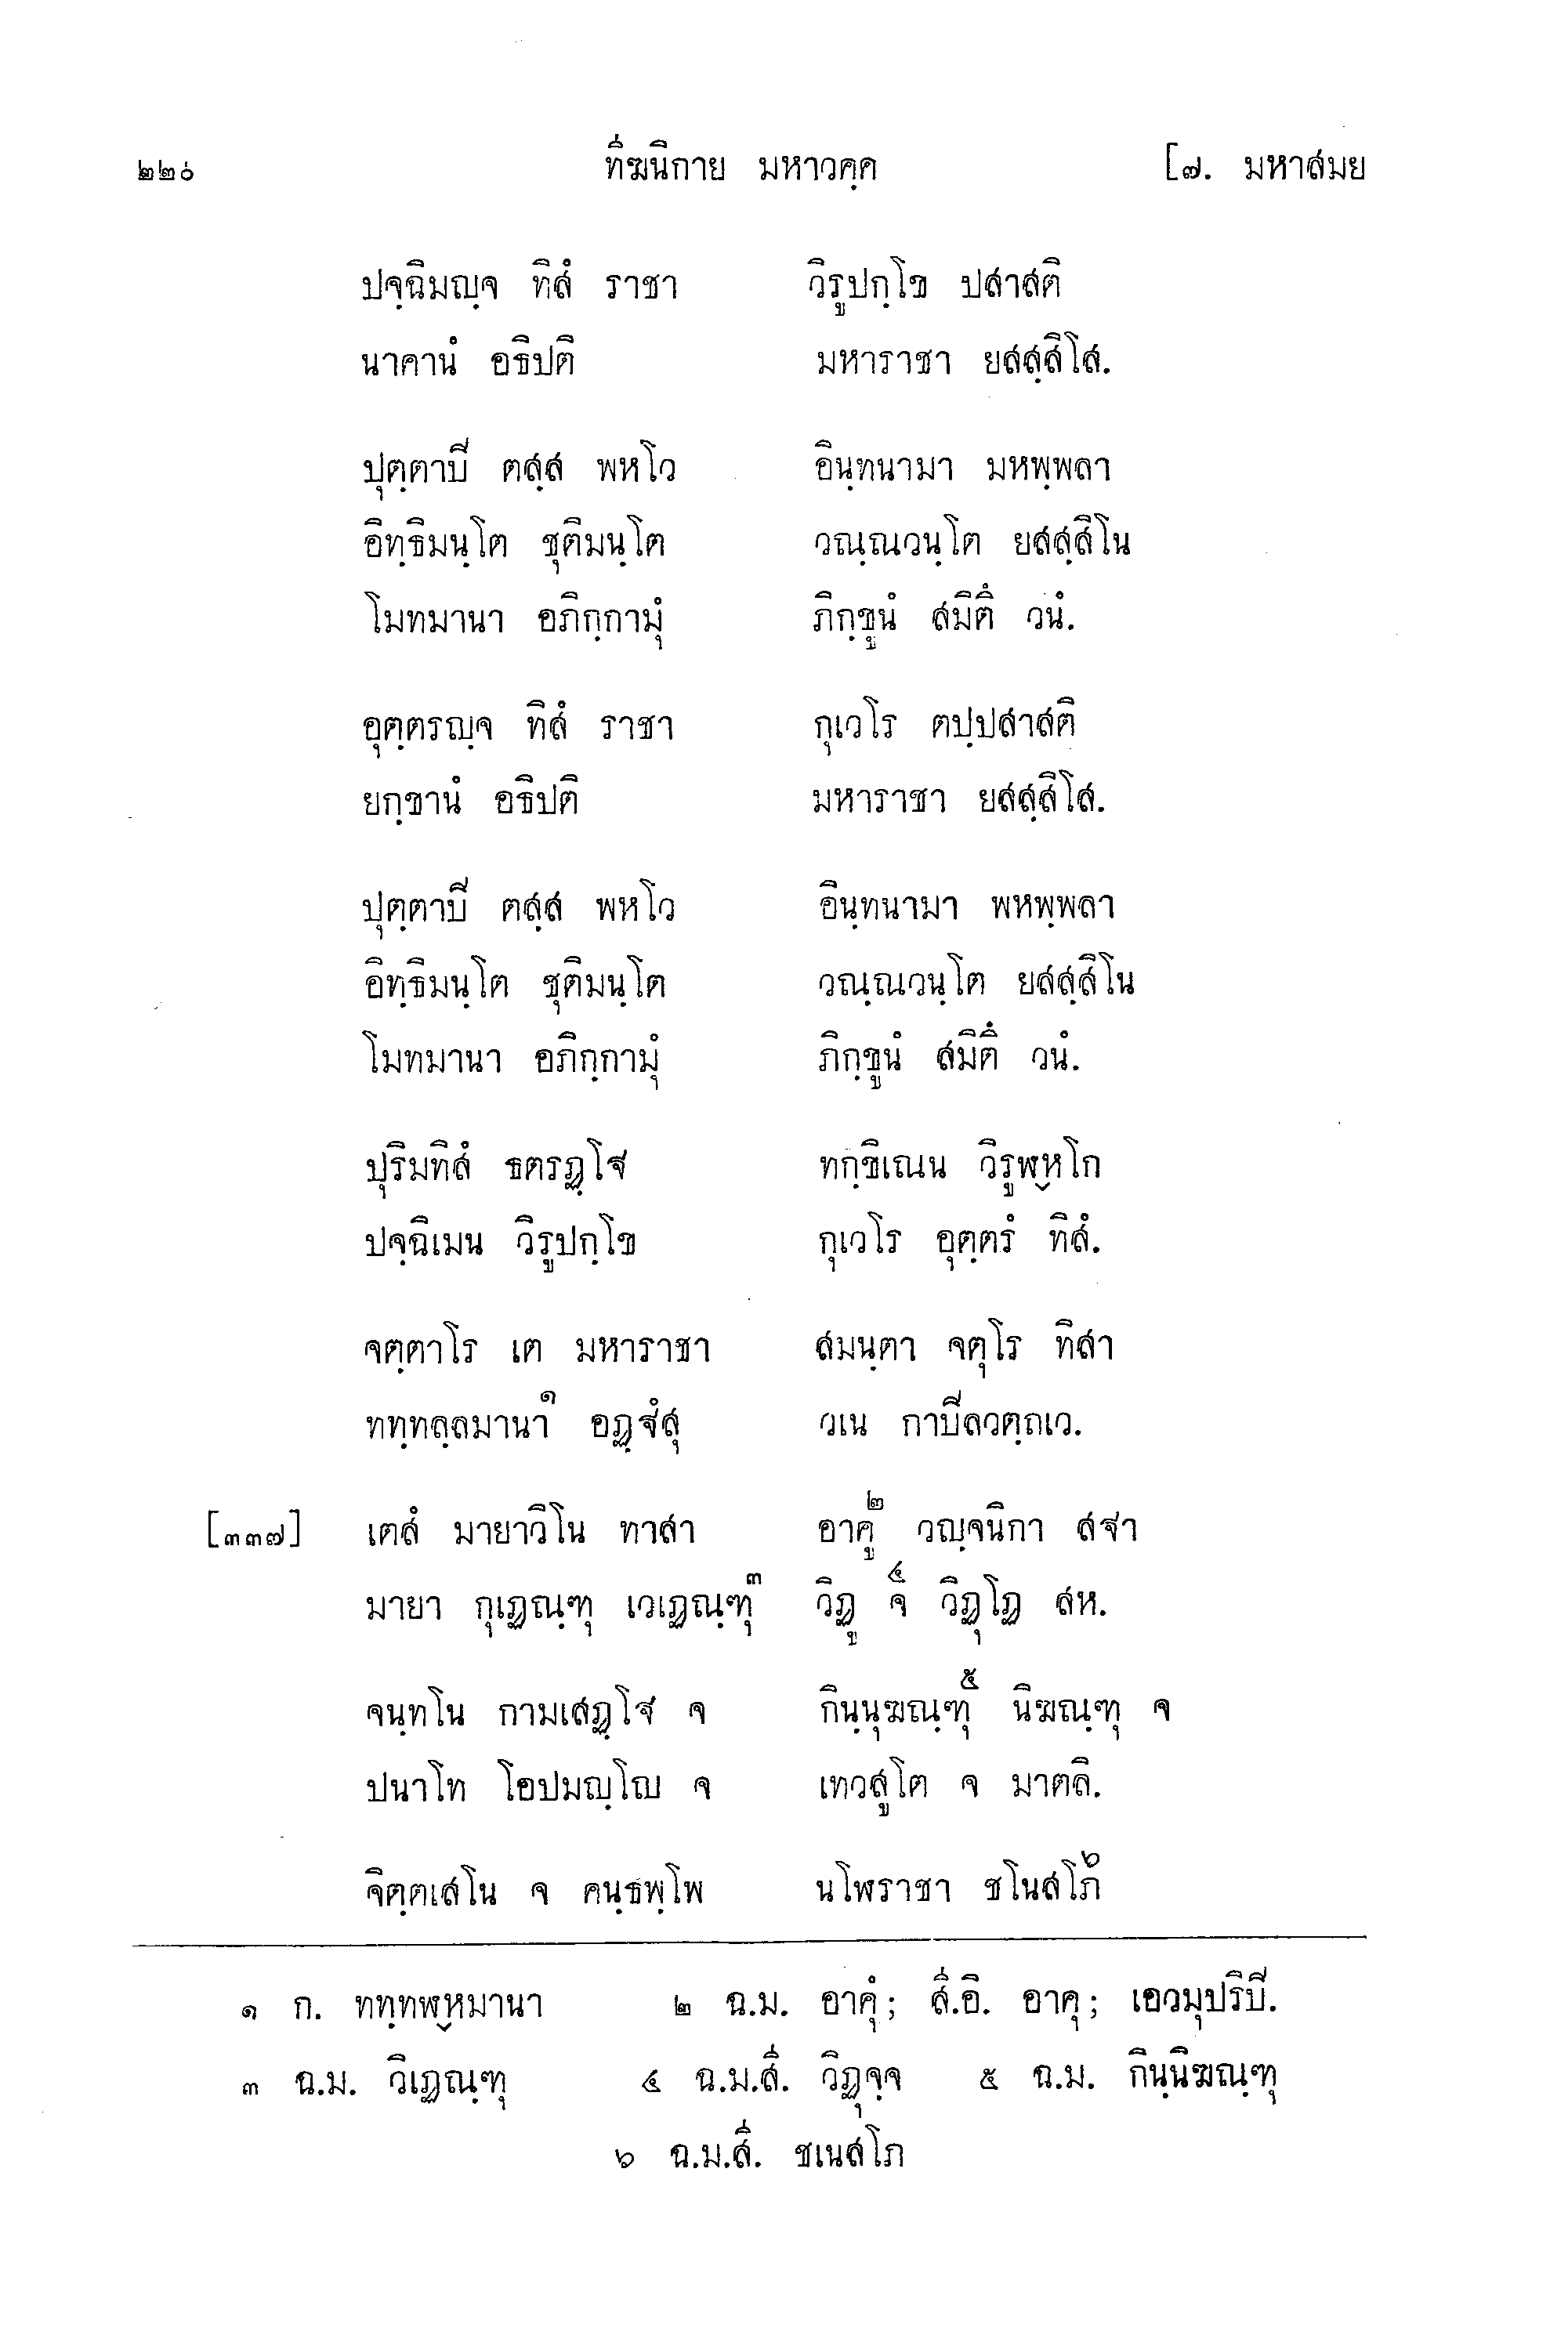 ๒๒๐ ทีฆนิกาย มหาวคฺค [๗. มหาสมย
ปจฺฉิมญฺจ ทิสํ ราชา วิรูปกฺโข ปสาสติ
นาคานํ อธิปติ มหาราชา ยสสฺสิโส.
ปุตฺตาปิ ตสฺส พหโว อินฺทนามา มหพฺพลา
อิทฺธิมนฺโต ชุติมนฺโต วณฺณวนฺโต ยสสฺสิโน
โมทมานา อภิกฺกามุํ ภิกฺขูนํ สมิตึ วนํ.
อุตฺตรญฺจ ทิสํ ราชา กุเวโร ตปฺปสาสติ
ยกฺขานํ อธิปติ มหาราชา ยสสฺสิโส.
ปุตฺตาปิ ตสฺส พหโว อินฺทนามา พหพฺพลา
อิทฺธิมนฺโต ชุติมนฺโต วณฺณวนฺโต ยสสฺสิโน
โมทมานา อภิกฺกามุํ ภิกฺขูนํ สมิตึ วนํ.
ปุริมทิสํ ธตรฏฺโฐ ทกฺขิเณน วิรูฬฺหโก
ปจฺฉิเมน วิรูปกฺโข กุเวโร อุตฺตรํ ทิสํ.
จตฺตาโร เต มหาราชา สมนฺตา จตุโร ทิสา
ททฺทลฺลมานา๑ อฏฺฐํสุ วเน กาปิลวตฺถเว.
[๓๓๗] เตสํ มายาวิโน ทาสา อาคู๒ วญฺจนิกา สฐา
มายา กุเฏณฺฑุ เวเฏณฺฑุ๓ วิฏู จ๔ วิฏุโฏ สห.
จนฺทโน กามเสฏฺโฐ จ กินฺนุฆณฺฑุ๕ นิฆณฺฑุ จ
ปนาโท โอปมญฺโญ จ เทวสูโต จ มาตลิ.
จิตฺตเสโน จ คนฺธพฺโพ นโฬราชา ชโนสโภ๖
๑ ก. ททฺทฬฺหมานา ๒ ฉ.ม. อาคุํ; สี.อิ. อาคุ; เอวมุปริปิ.
๓ ฉ.ม. วิเฏณฺฑุ ๔ ฉ.ม.สี. วิฏุจฺจ ๕ ฉ.ม. กินฺนิฆณฺฑุ
๖ ฉ.ม.สี. ชเนสโภ